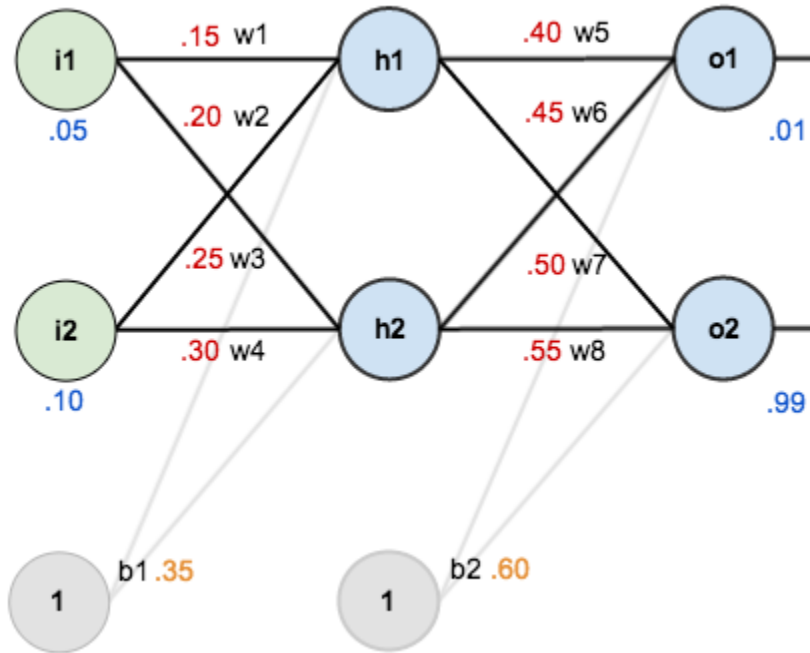 i1 .15 w1 h1 .40 w5 o1
.05 .20 w2 .45 w6 .01
.25 w3 .50 w7
i2 .30 w4 h2 .55 w8 o2
.10 .99
b1 .35 b2 .60
1 1